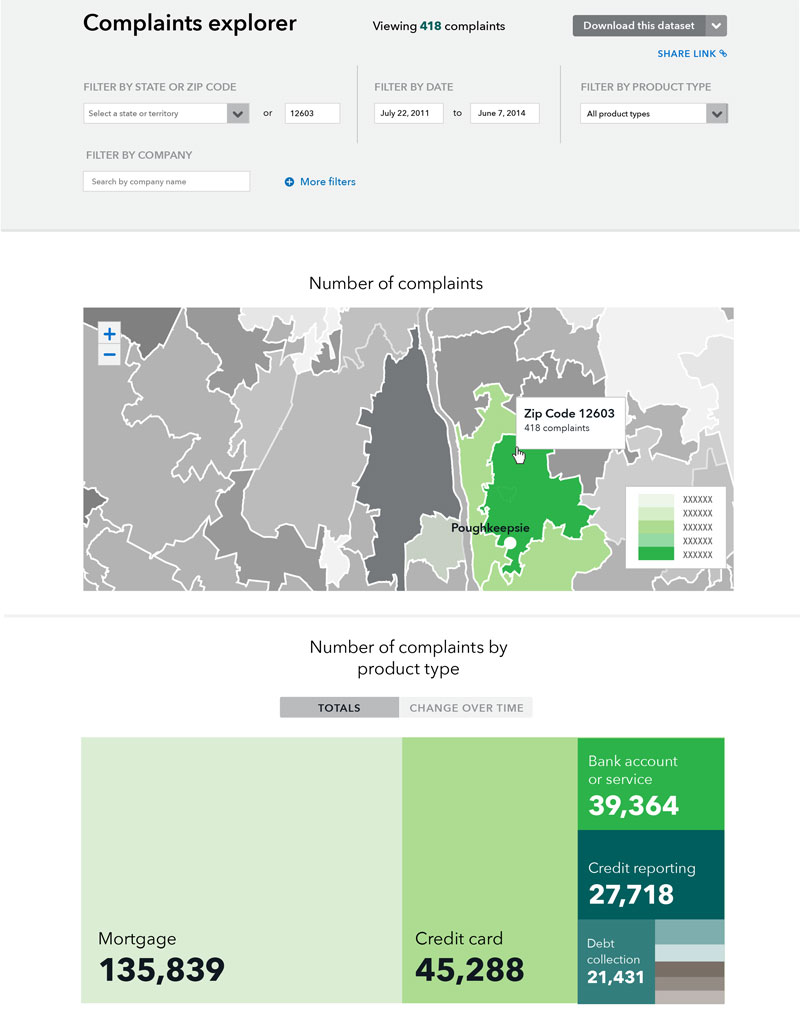 Complaints explorer
Viewing 418 complaints
Download this dataset
SHARE LINK
FILTER BY STATE OR ZIP CODE
Select a state or territory
or
12603
FILTER BY DATE
July 22, 2011
to
June 7, 2014
FILTER BY PRODUCT TYPE
All product types
FILTER BY COMPANY
Search by company name
More filters
Number of complaints
+
−
Zip Code 12603
418 complaints
Poughkeepsie
XXXXXX
XXXXXX
XXXXXX
XXXXXX
XXXXXX
Number of complaints by
product type
TOTALS
CHANGE OVER TIME
Mortgage
135,839
Credit card
45,288
Bank account
or service
39,364
Credit reporting
27,718
Debt
collection
21,431